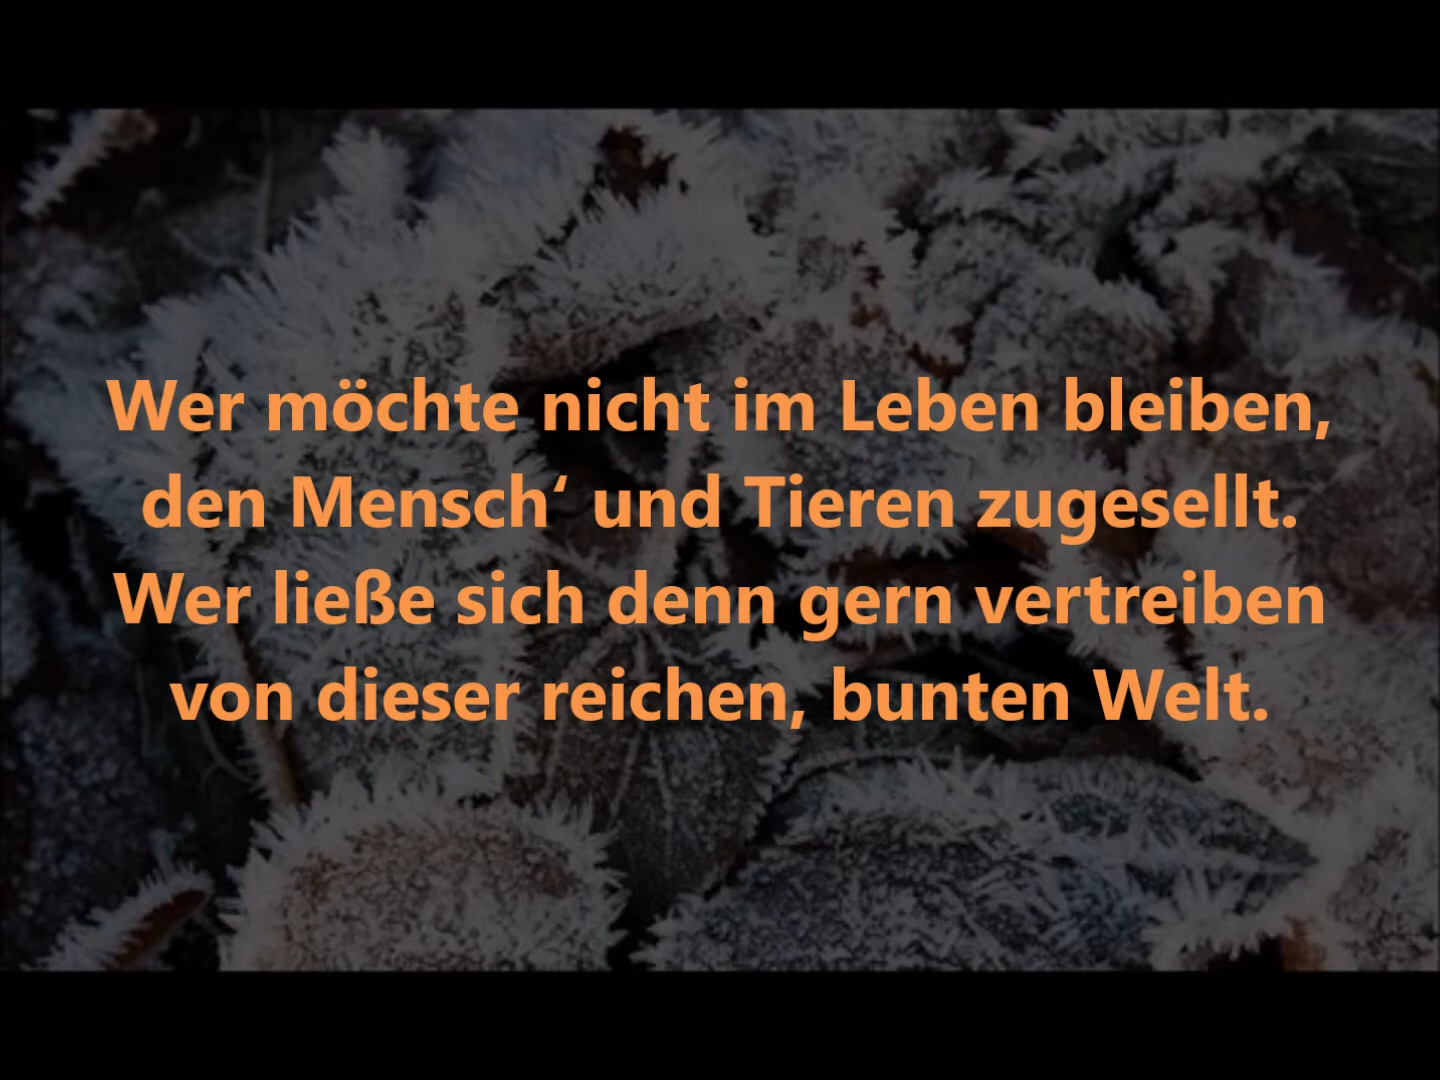 Wer möchte nicht im Leben bleiben,
den Mensch‘ und Tieren zugesellt.
Wer ließe sich denn gern vertreiben
von dieser reichen, bunten Welt.